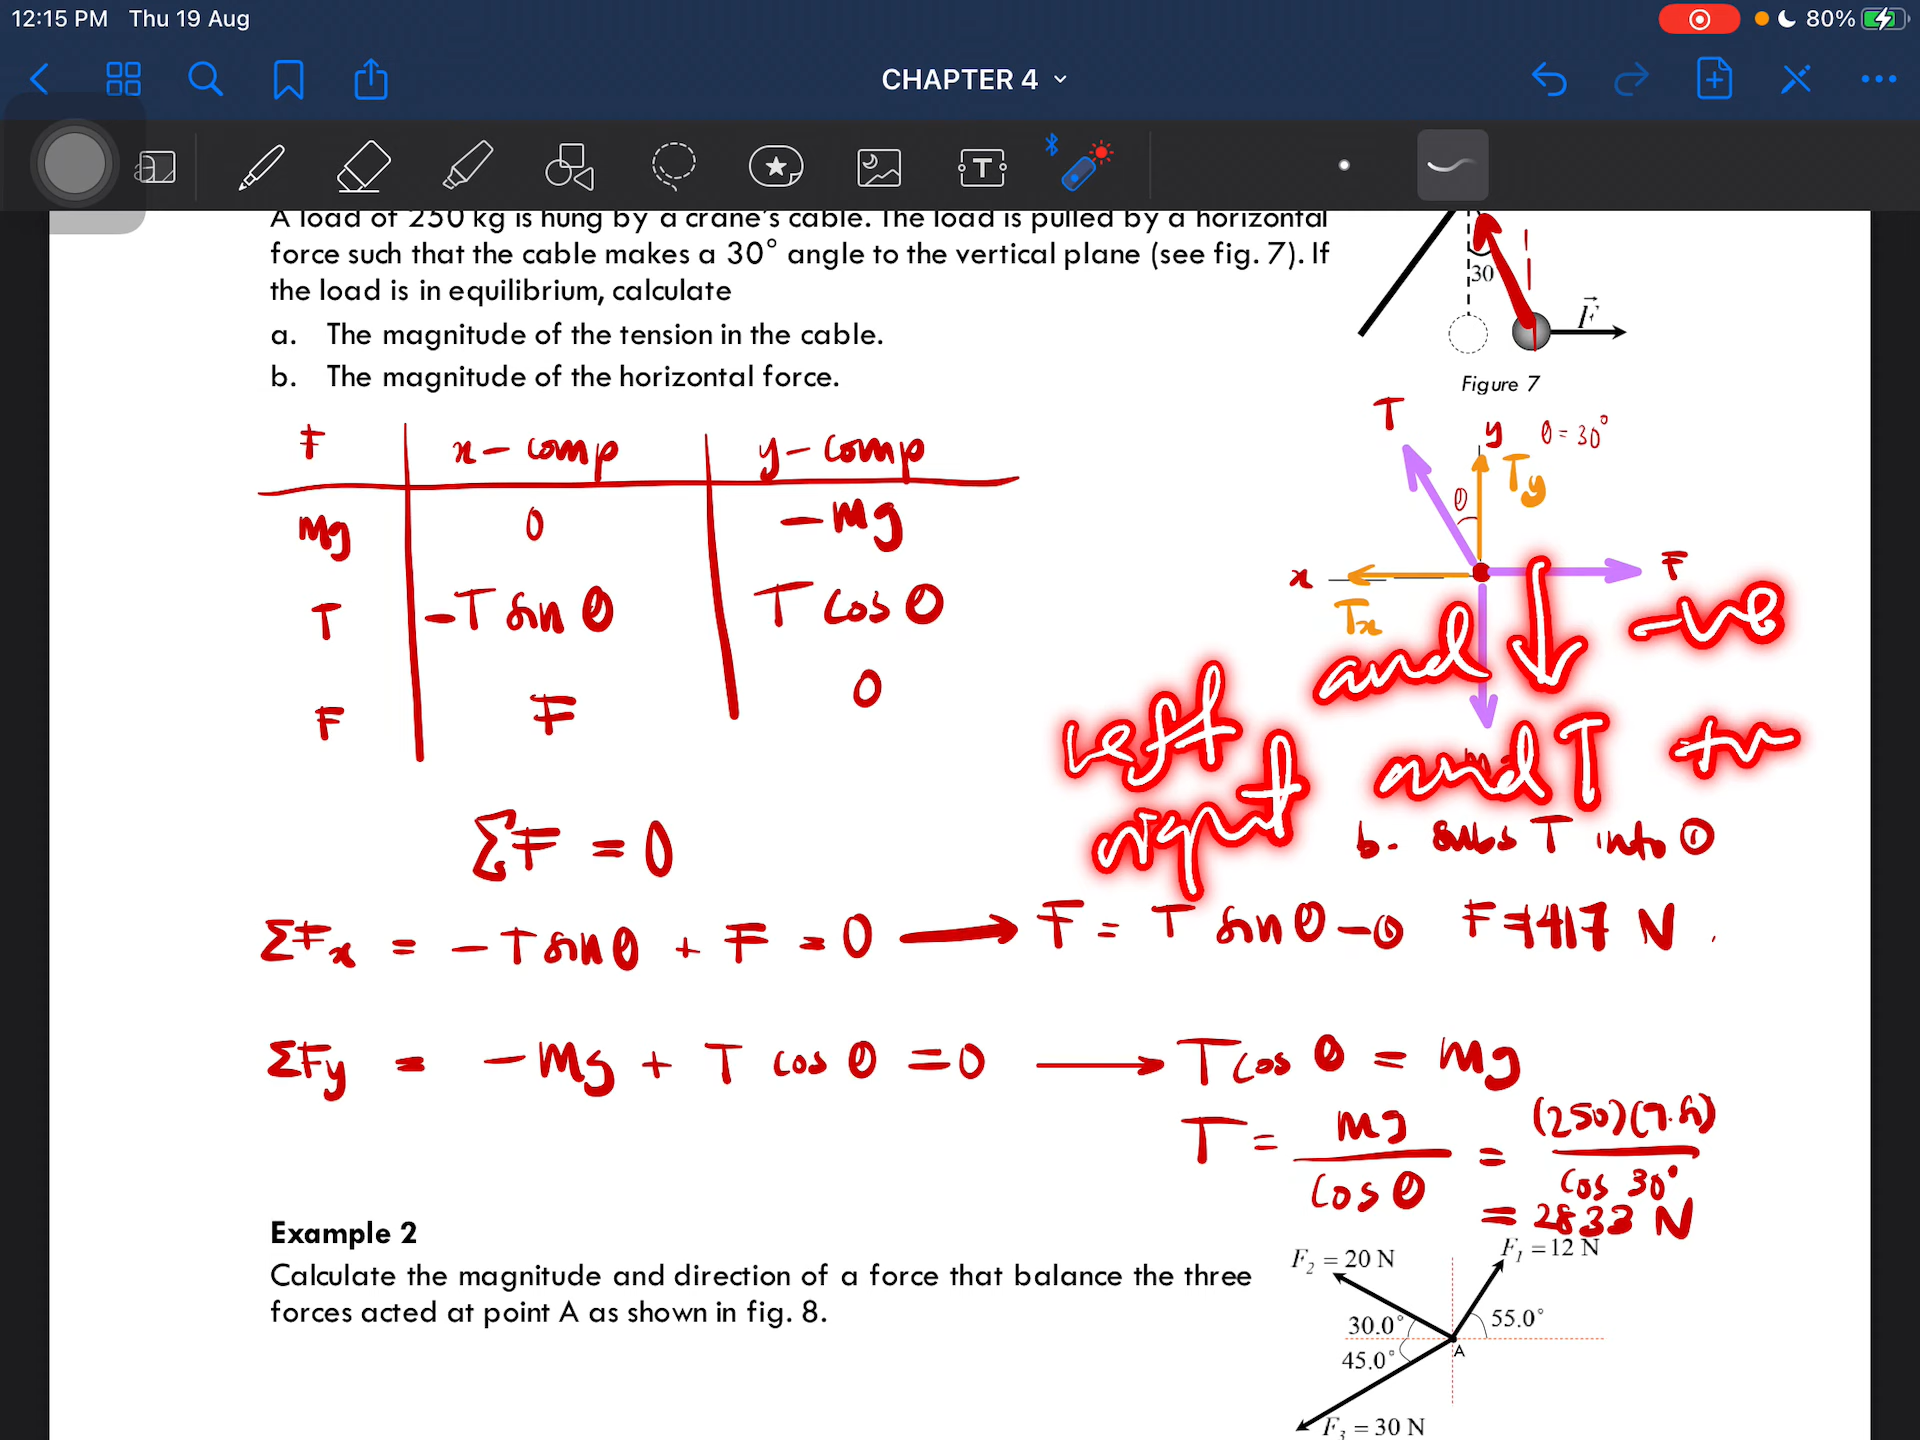 12:15 PM Thu 19 Aug
80%
CHAPTER 4
A load of 250 kg is hung by a crane's cable. The load is pulled by a horizontal
force such that the cable makes a 30° angle to the vertical plane (see fig. 7). If
the load is in equilibrium, calculate
a. The magnitude of the tension in the cable.
b. The magnitude of the horizontal force.
30
F
Figure 7
F x-comp y-comp
Mg 0 -Mg
T -T sin θ T cos θ
F F 0
T
y θ = 30°
Ty
θ
x
F
Tx
left and ↓ -ve
right and T +ve
ΣF = 0
b. subs T into ①
ΣFx = -T sin θ + F = 0 → F = T sin θ -① F = 1417 N.
ΣFy = -Mg + T cos θ = 0 → T cos θ = Mg
T = Mg / cos θ = (250)(9.81) / cos 30°
= 2833 N
Example 2
Calculate the magnitude and direction of a force that balance the three
forces acted at point A as shown in fig. 8.
F2 = 20 N
F1 = 12 N
30.0°
55.0°
45.0°
A
F3 = 30 N